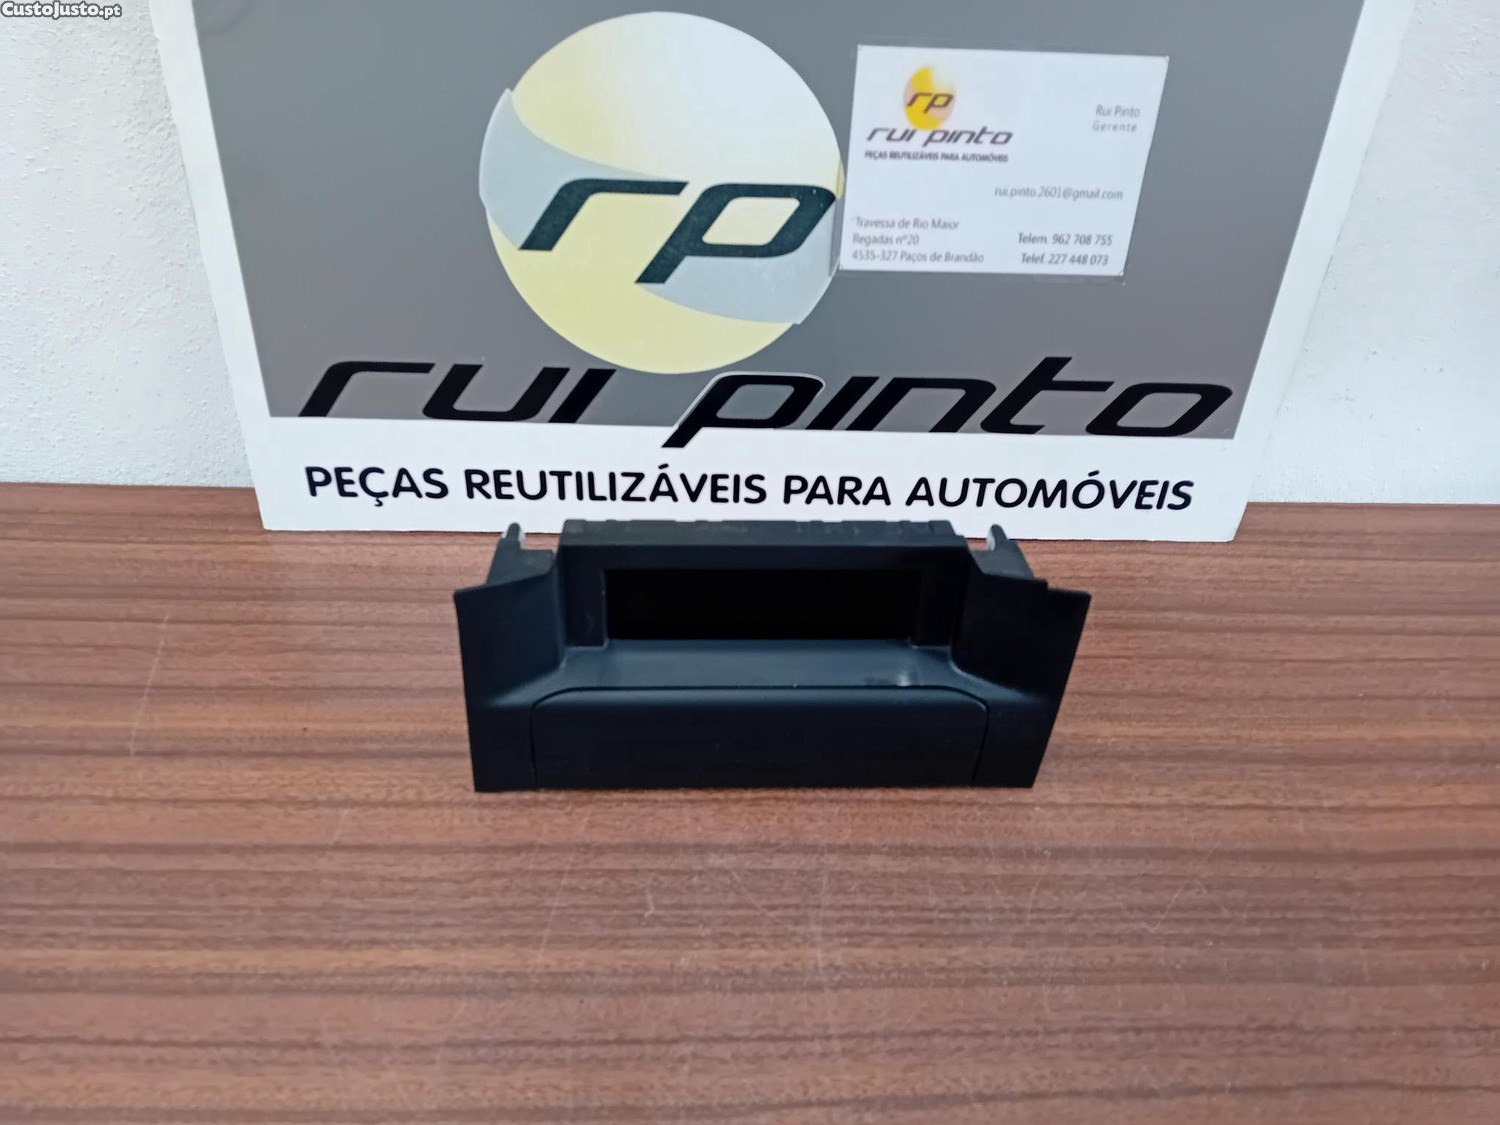 CustoJusto.pt
rp
rui pinto
PEÇAS REUTILIZÁVEIS PARA AUTOMÓVEIS
rp
rui pinto
PEÇAS REUTILIZÁVEIS PARA AUTOMÓVEIS
Rui Pinto
Gerente
rui.pinto.2601@gmail.com
Travessa de Rio Maior
Regadas nº20
4535-327 Paços de Brandão
Telem. 962 708 755
Telef. 227 448 073